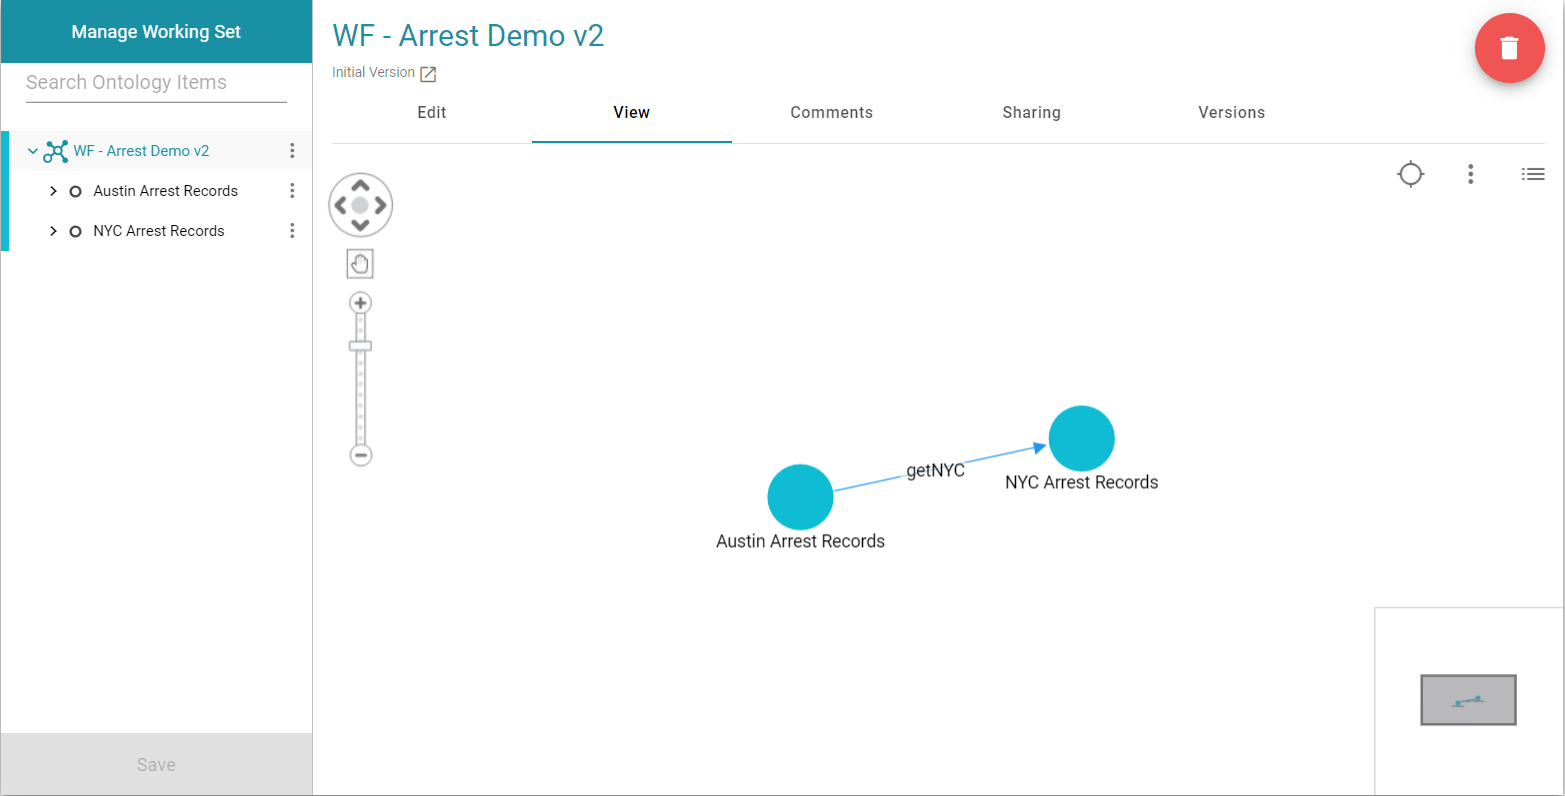 Manage Working Set
Search Ontology Items
WF - Arrest Demo v2
Austin Arrest Records
NYC Arrest Records
Save
WF - Arrest Demo v2
Initial Version
Edit
View
Comments
Sharing
Versions
getNYC
NYC Arrest Records
Austin Arrest Records